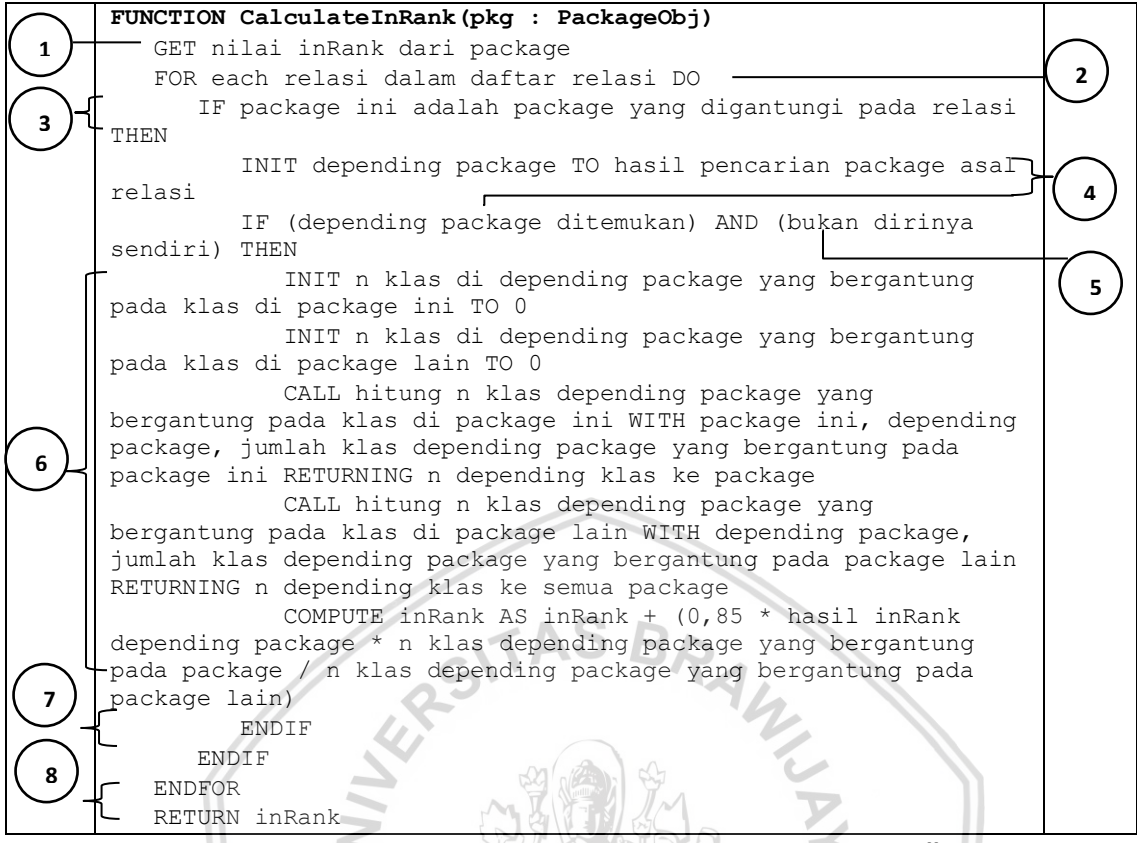 FUNCTION CalculateInRank(pkg : PackageObj)
1
GET nilai inRank dari package
FOR each relasi dalam daftar relasi DO
2
IF package ini adalah package yang digantungi pada relasi
3
THEN
INIT depending package TO hasil pencarian package asal
relasi
4
IF (depending package ditemukan) AND (bukan dirinya
sendiri) THEN
5
INIT n klas di depending package yang bergantung
pada klas di package ini TO 0
INIT n klas di depending package yang bergantung
pada klas di package lain TO 0
CALL hitung n klas depending package yang
bergantung pada klas di package ini WITH package ini, depending
package, jumlah klas depending package yang bergantung pada
6
package ini RETURNING n depending klas ke package
CALL hitung n klas depending package yang
bergantung pada klas di package lain WITH depending package,
jumlah klas depending package yang bergantung pada package lain
RETURNING n depending klas ke semua package
COMPUTE inRank AS inRank + (0,85 * hasil inRank
depending package * n klas depending package yang bergantung
pada package / n klas depending package yang bergantung pada
7
package lain)
ENDIF
ENDIF
8
ENDFOR
RETURN inRank